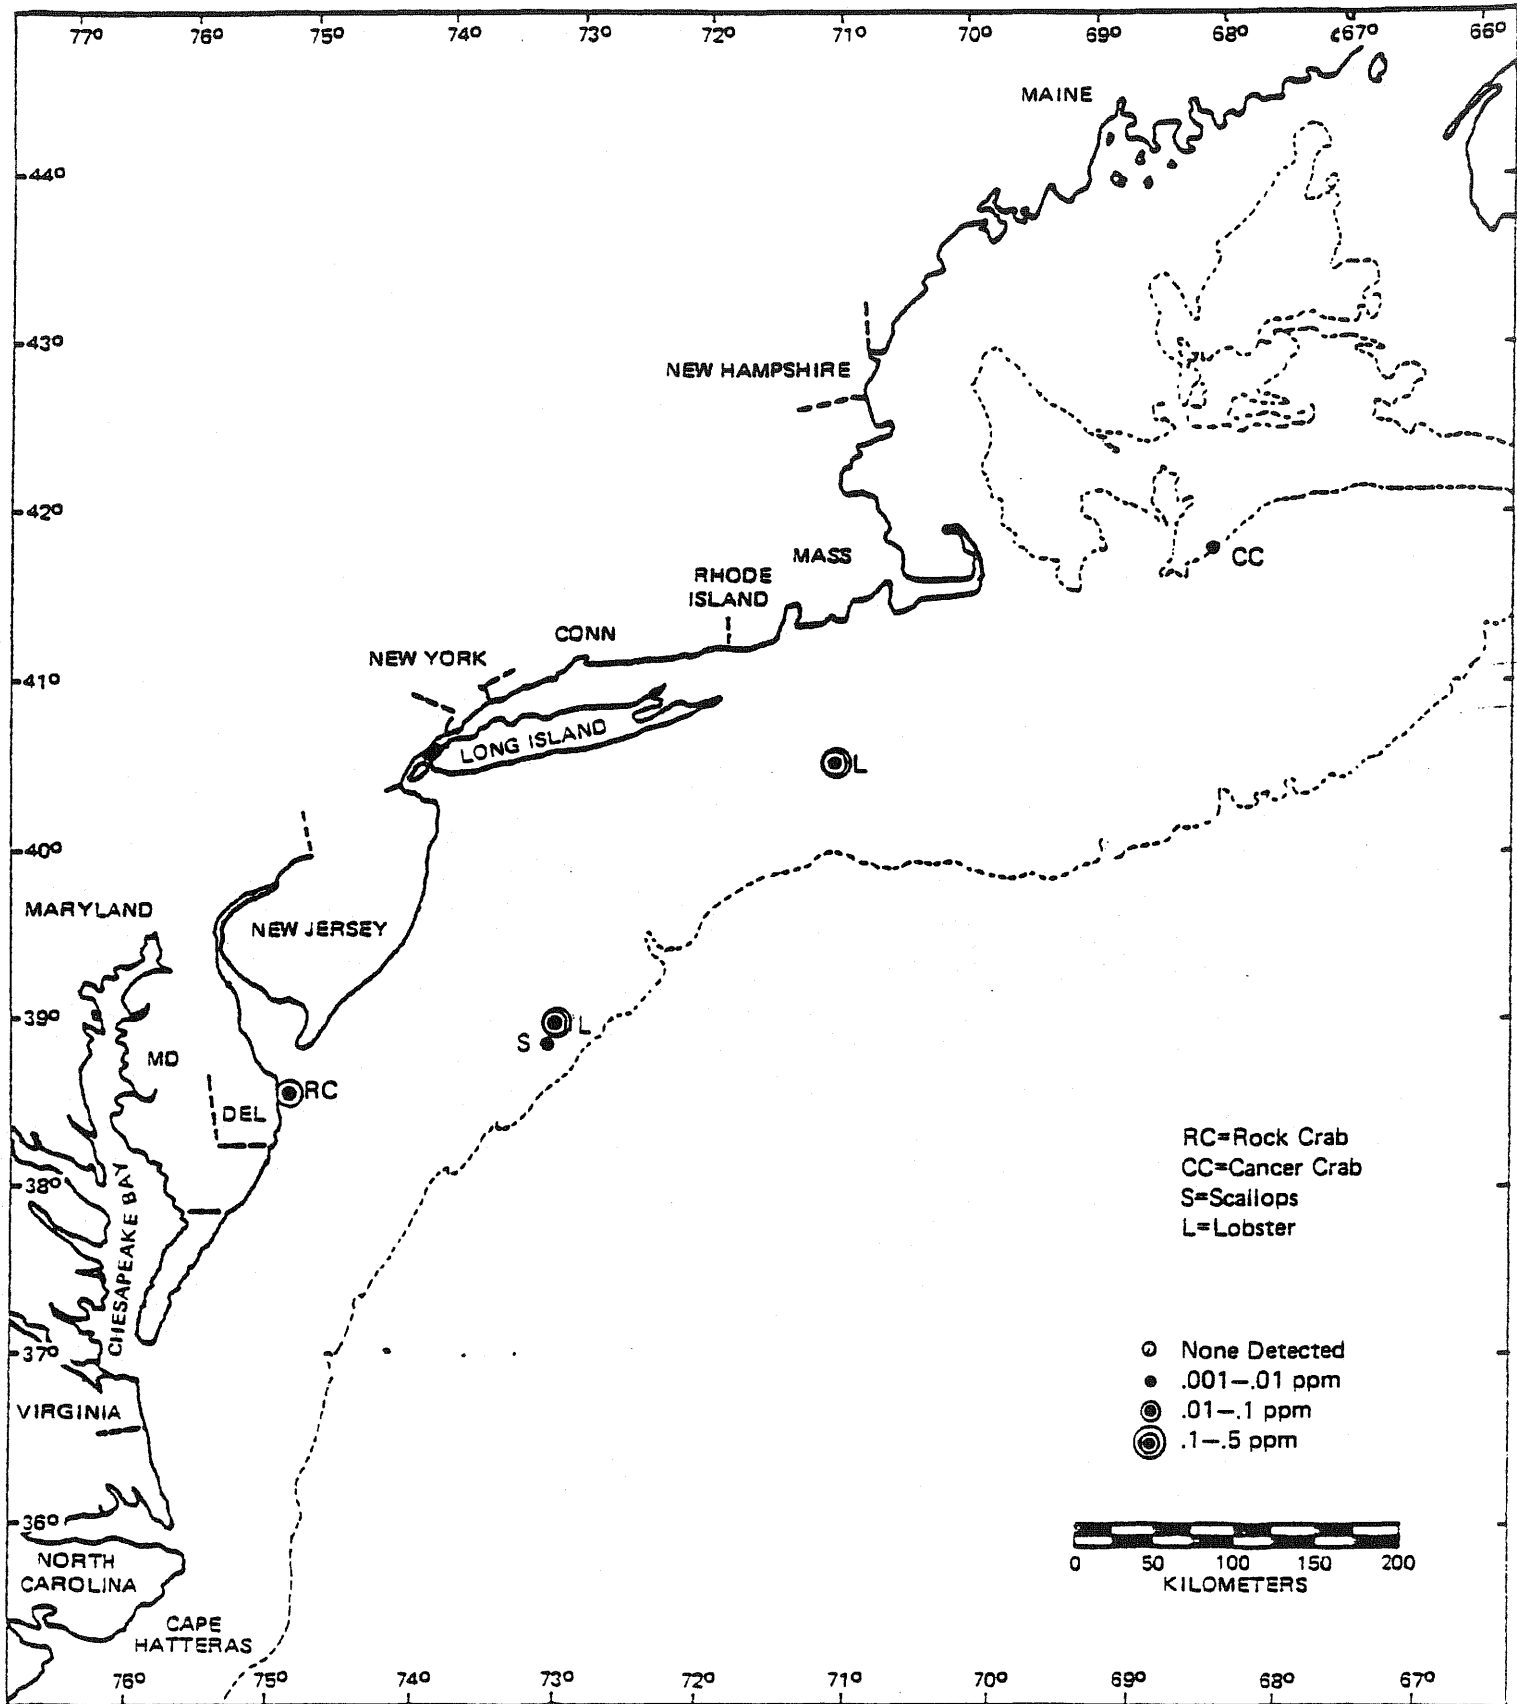 77° 76° 75° 74° 73° 72° 71° 70° 69° 68° 67° 66°
MAINE
44°
43°
NEW HAMPSHIRE
42°
MASS
CC
RHODE
ISLAND
CONN
NEW YORK
41°
LONG ISLAND
L
40°
MARYLAND
NEW JERSEY
39°
L
S
MD
RC
DEL
RC=Rock Crab
CC=Cancer Crab
S=Scallops
L=Lobster
38°
CHESAPEAKE BAY
37°
None Detected
.001—.01 ppm
.01—.1 ppm
.1—.5 ppm
VIRGINIA
36°
NORTH
CAROLINA
0 50 100 150 200
KILOMETERS
CAPE
HATTERAS
76° 75° 74° 73° 72° 71° 70° 69° 68° 67°